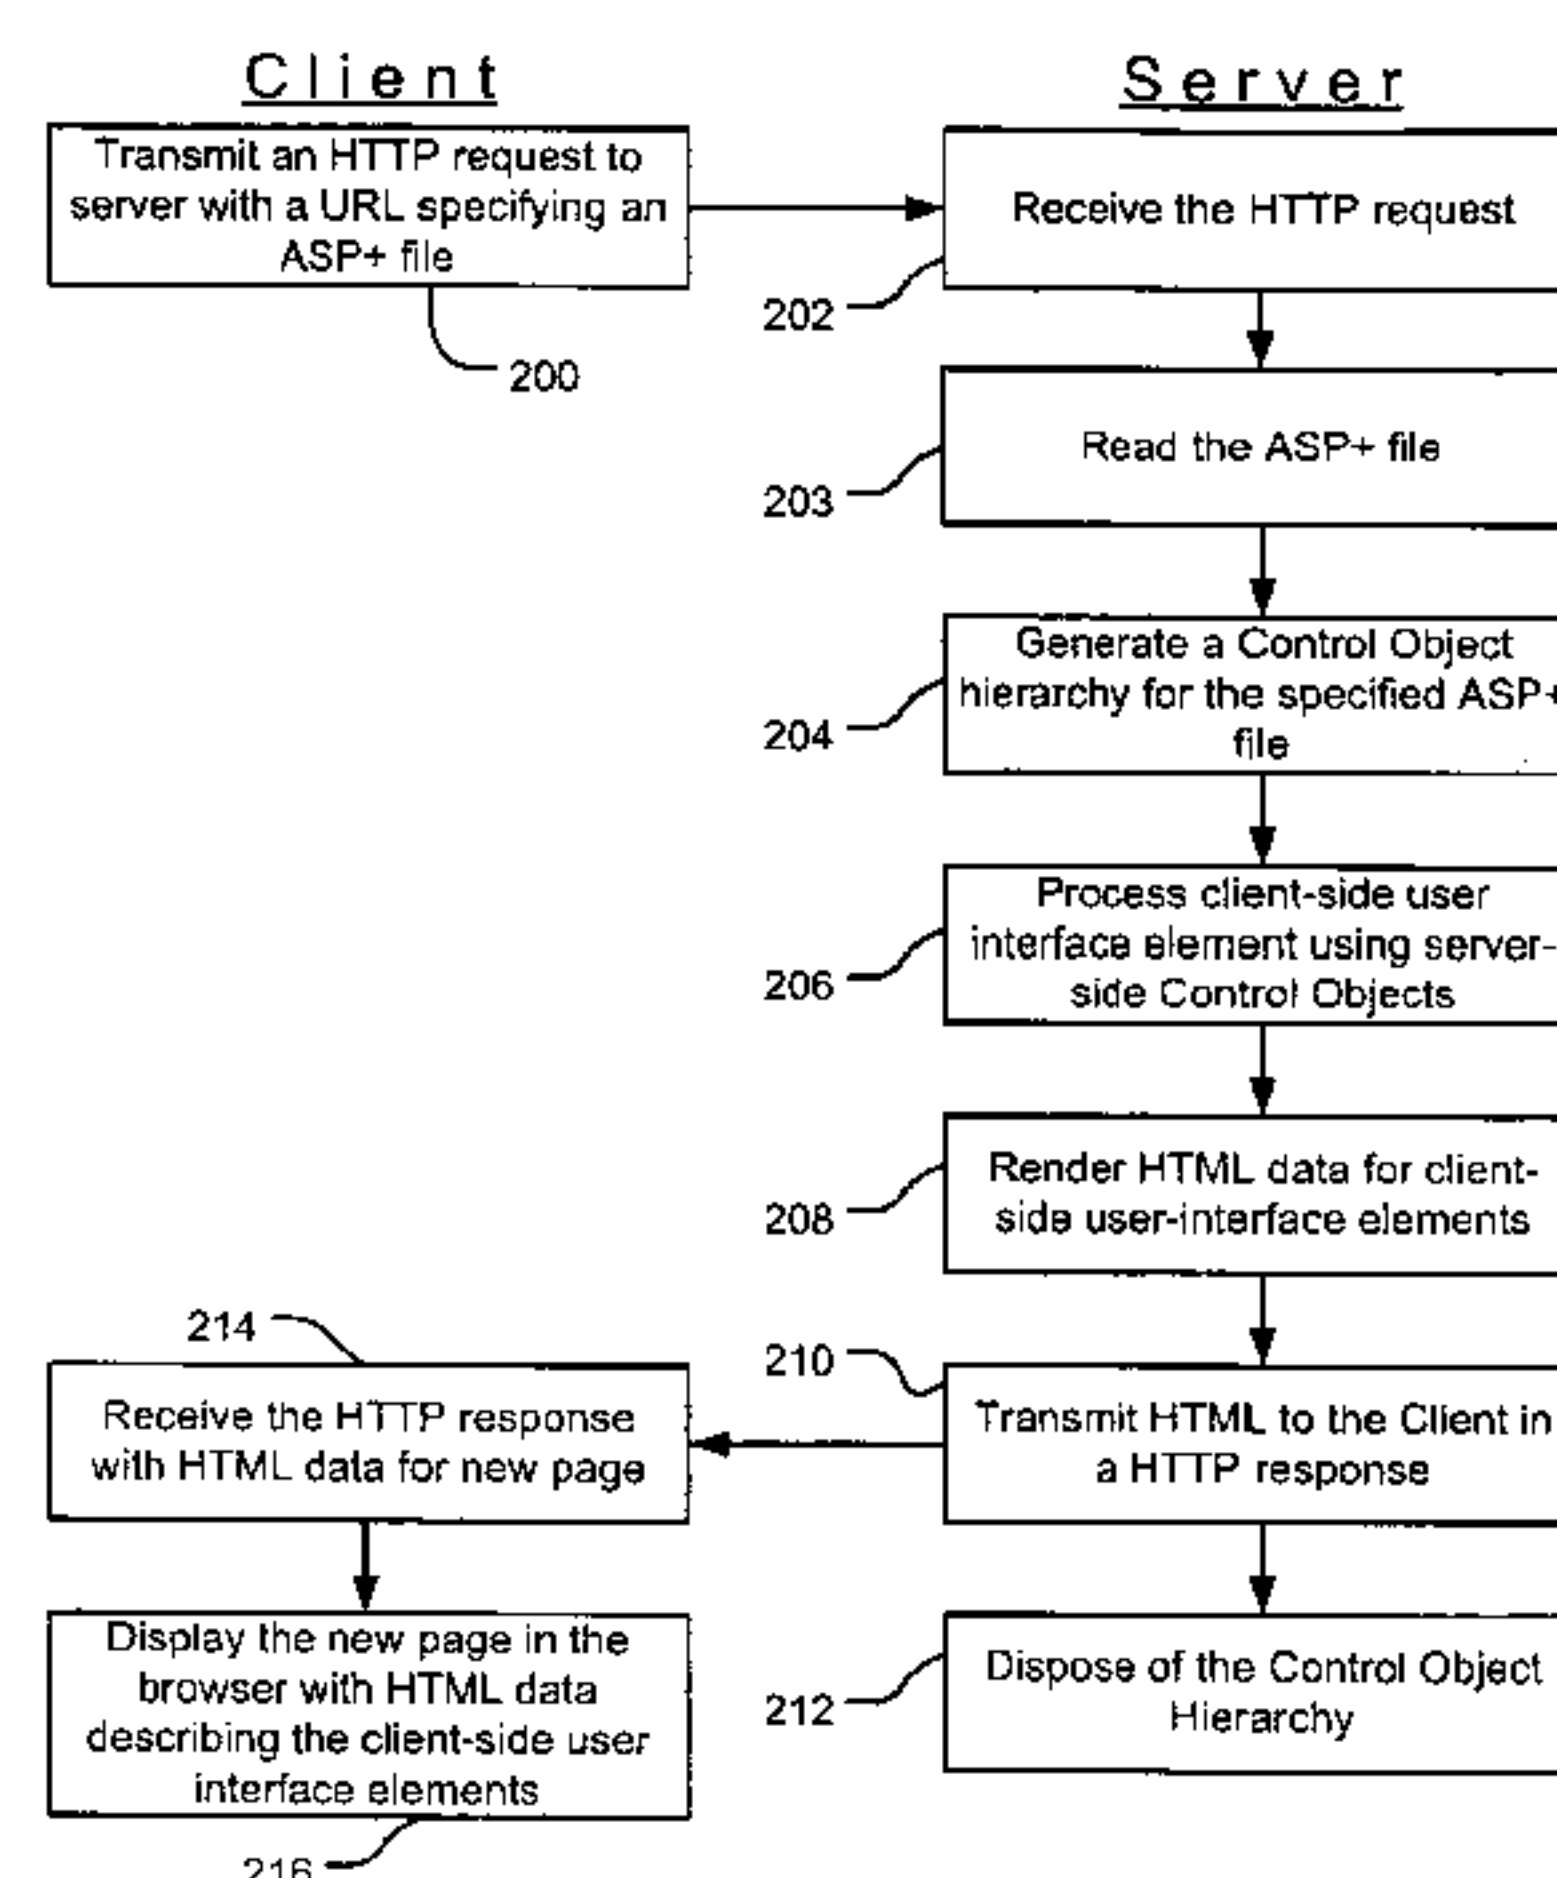 Client
Transmit an HTTP request to
server with a URL specifying an
ASP+ file
200
Server
Receive the HTTP request
202
Read the ASP+ file
203
Generate a Control Object
hierarchy for the specified ASP+
file
204
Process client-side user
interface element using server-
side Control Objects
206
Render HTML data for client-
side user-interface elements
208
210
Transmit HTML to the Client in
a HTTP response
214
Receive the HTTP response
with HTML data for new page
Display the new page in the
browser with HTML data
describing the client-side user
interface elements
216
Dispose of the Control Object
Hierarchy
212